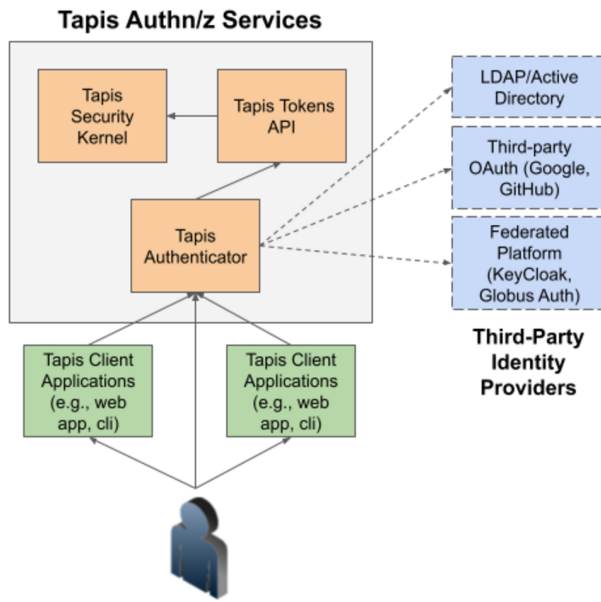 Tapis Authn/z Services
Tapis
Security
Kernel
Tapis Tokens
API
Tapis
Authenticator
LDAP/Active
Directory
Third-party
OAuth (Google,
GitHub)
Federated
Platform
(KeyCloak,
Globus Auth)
Third-Party
Identity
Providers
Tapis Client
Applications
(e.g., web
app, cli)
Tapis Client
Applications
(e.g., web
app, cli)